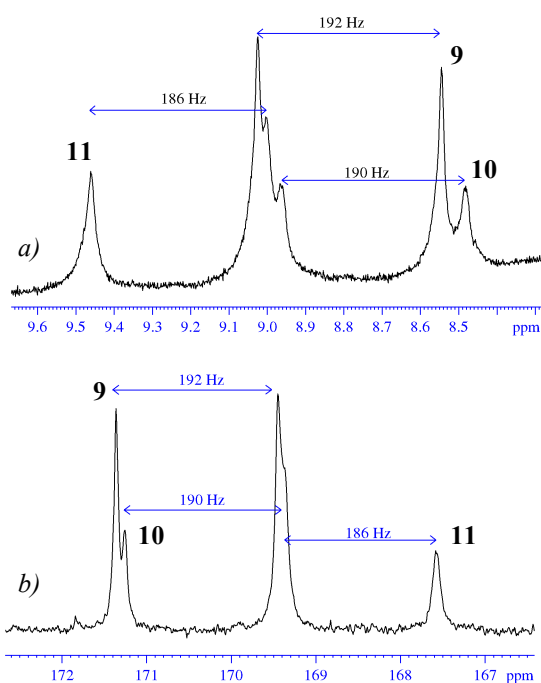 192 Hz
9
186 Hz
11
190 Hz
10
a)
9.6 9.5 9.4 9.3 9.2 9.1 9.0 8.9 8.8 8.7 8.6 8.5 ppm
192 Hz
9
190 Hz
10
186 Hz
11
b)
172 171 170 169 168 167 ppm